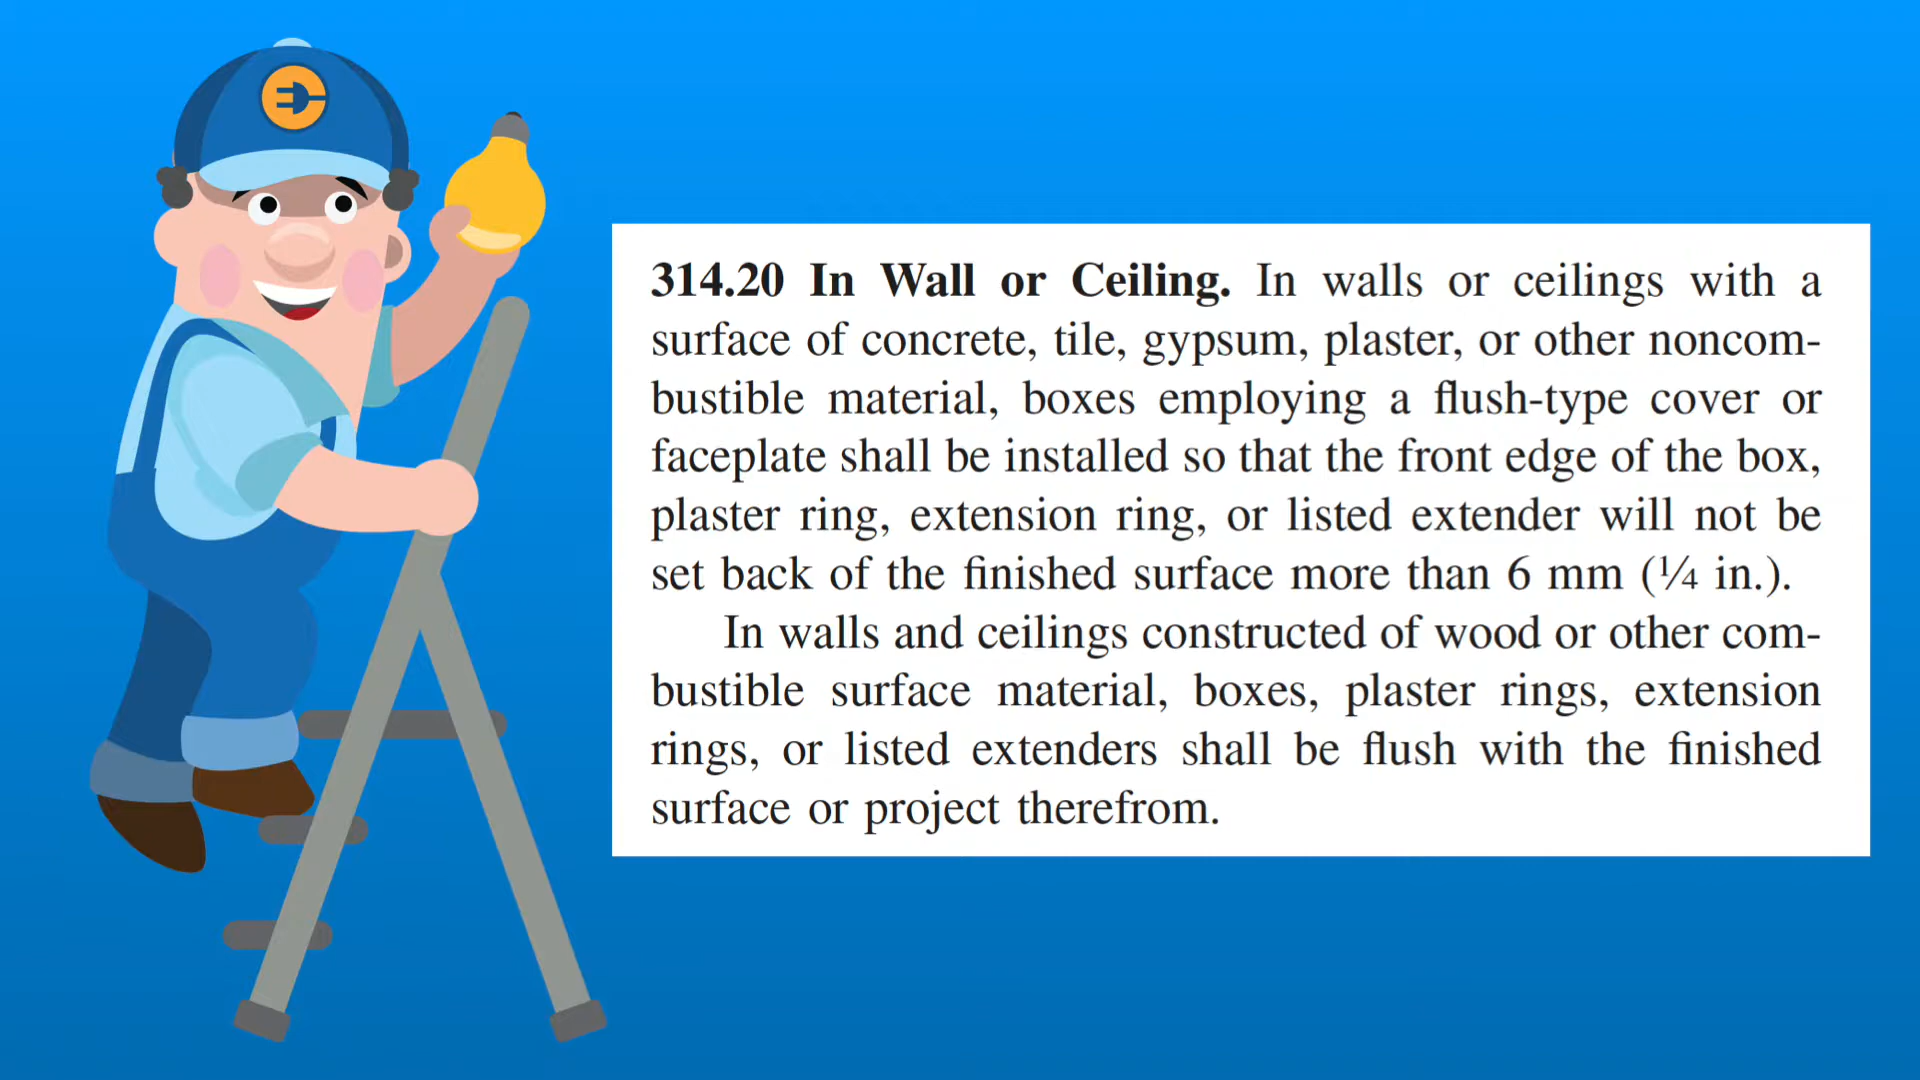 314.20 In Wall or Ceiling. In walls or ceilings with a
surface of concrete, tile, gypsum, plaster, or other noncom-
bustible material, boxes employing a flush-type cover or
faceplate shall be installed so that the front edge of the box,
plaster ring, extension ring, or listed extender will not be
set back of the finished surface more than 6 mm (¼ in.).
In walls and ceilings constructed of wood or other com-
bustible surface material, boxes, plaster rings, extension
rings, or listed extenders shall be flush with the finished
surface or project therefrom.